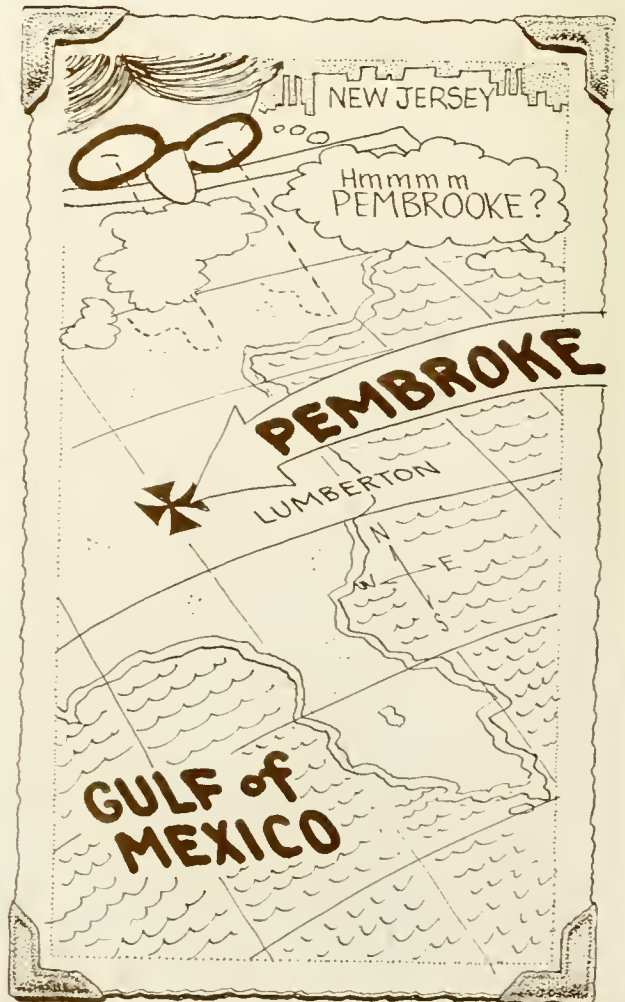 NEW JERSEY
Hmmmm
PEMBROOKE?
PEMBROKE
LUMBERTON
N
W E
S
GULF of
MEXICO